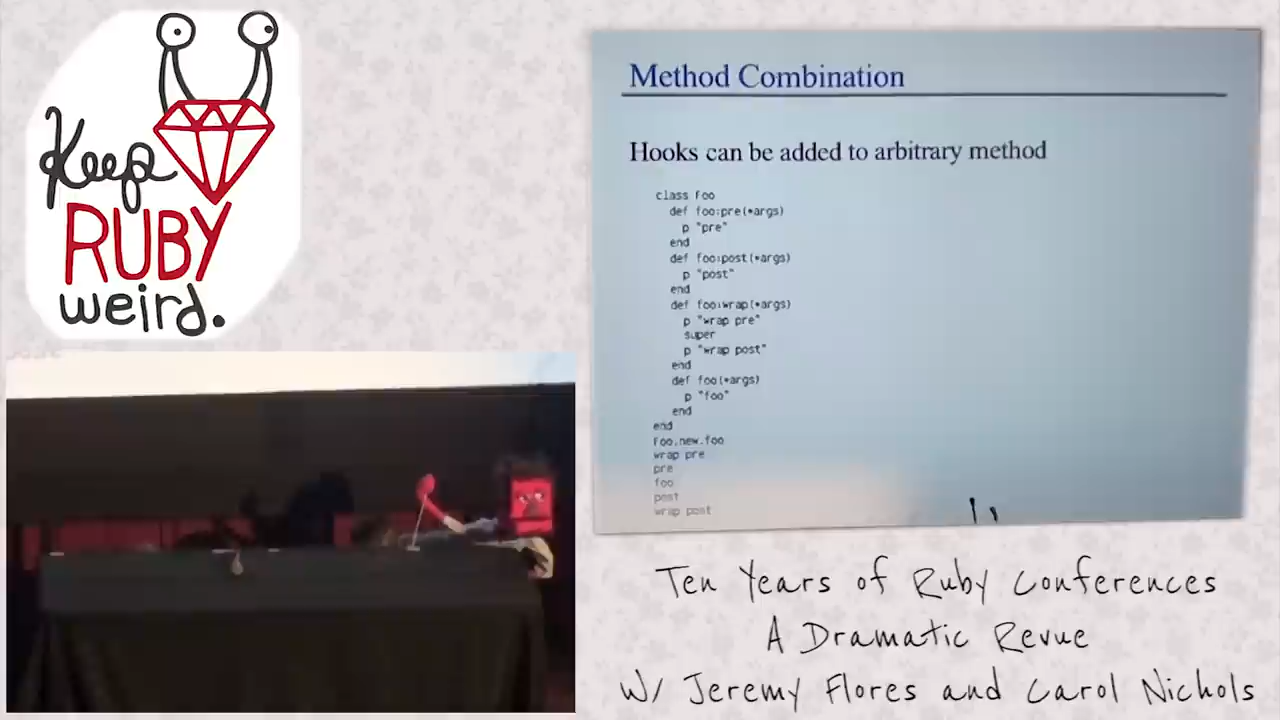 Keep
RUBY
weird.
Method Combination
Hooks can be added to arbitrary method
class Foo
def foo:pre(*args)
p "pre"
end
def foo:post(*args)
p "post"
end
def foo:wrap(*args)
p "wrap pre"
super
p "wrap post"
end
def foo(*args)
p "foo"
end
end
Foo.new.foo
wrap pre
pre
foo
post
wrap post
Ten Years of Ruby Conferences
A Dramatic Revue
W/ Jeremy Flores and Carol Nichols